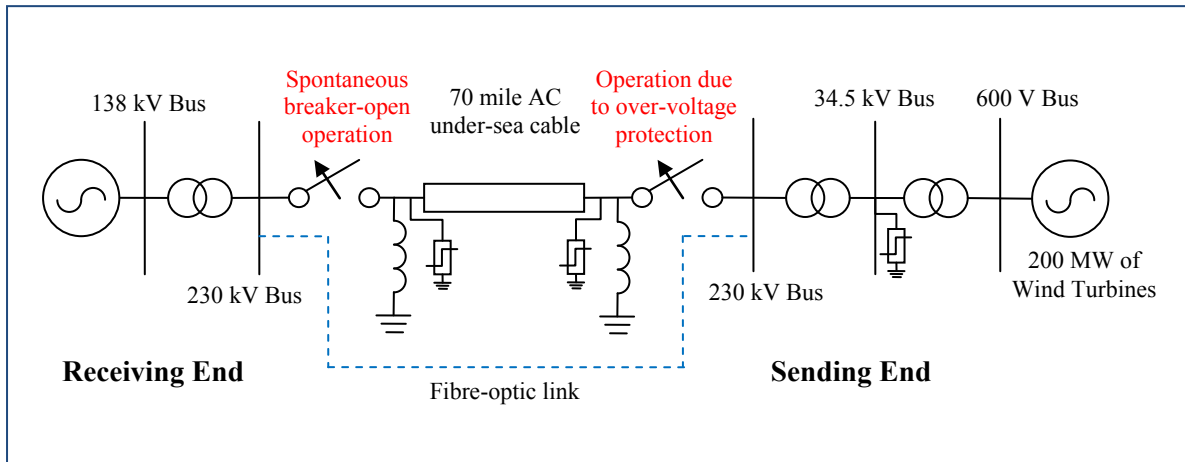 138 kV Bus
Spontaneous
breaker-open
operation
70 mile AC
under-sea cable
Operation due
to over-voltage
protection
34.5 kV Bus
600 V Bus
230 kV Bus
230 kV Bus
200 MW of
Wind Turbines
Receiving End
Fibre-optic link
Sending End